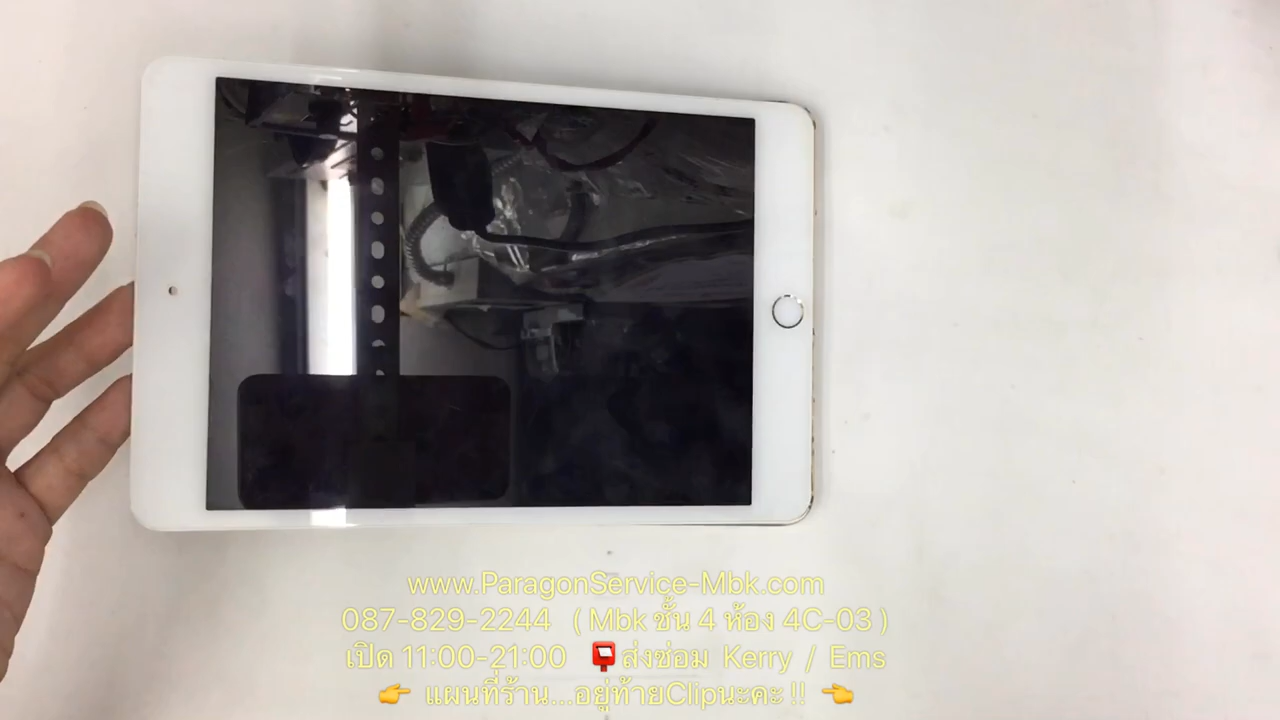 www.ParagonService-Mbk.com
087-829-2244 ( Mbk ชั้น 4 ห้อง 4C-03 )
เปิด 11:00-21:00 📮ส่งซ่อม Kerry / Ems
👉 แผนที่ร้าน...อยู่ท้ายClipนะคะ !! 👈